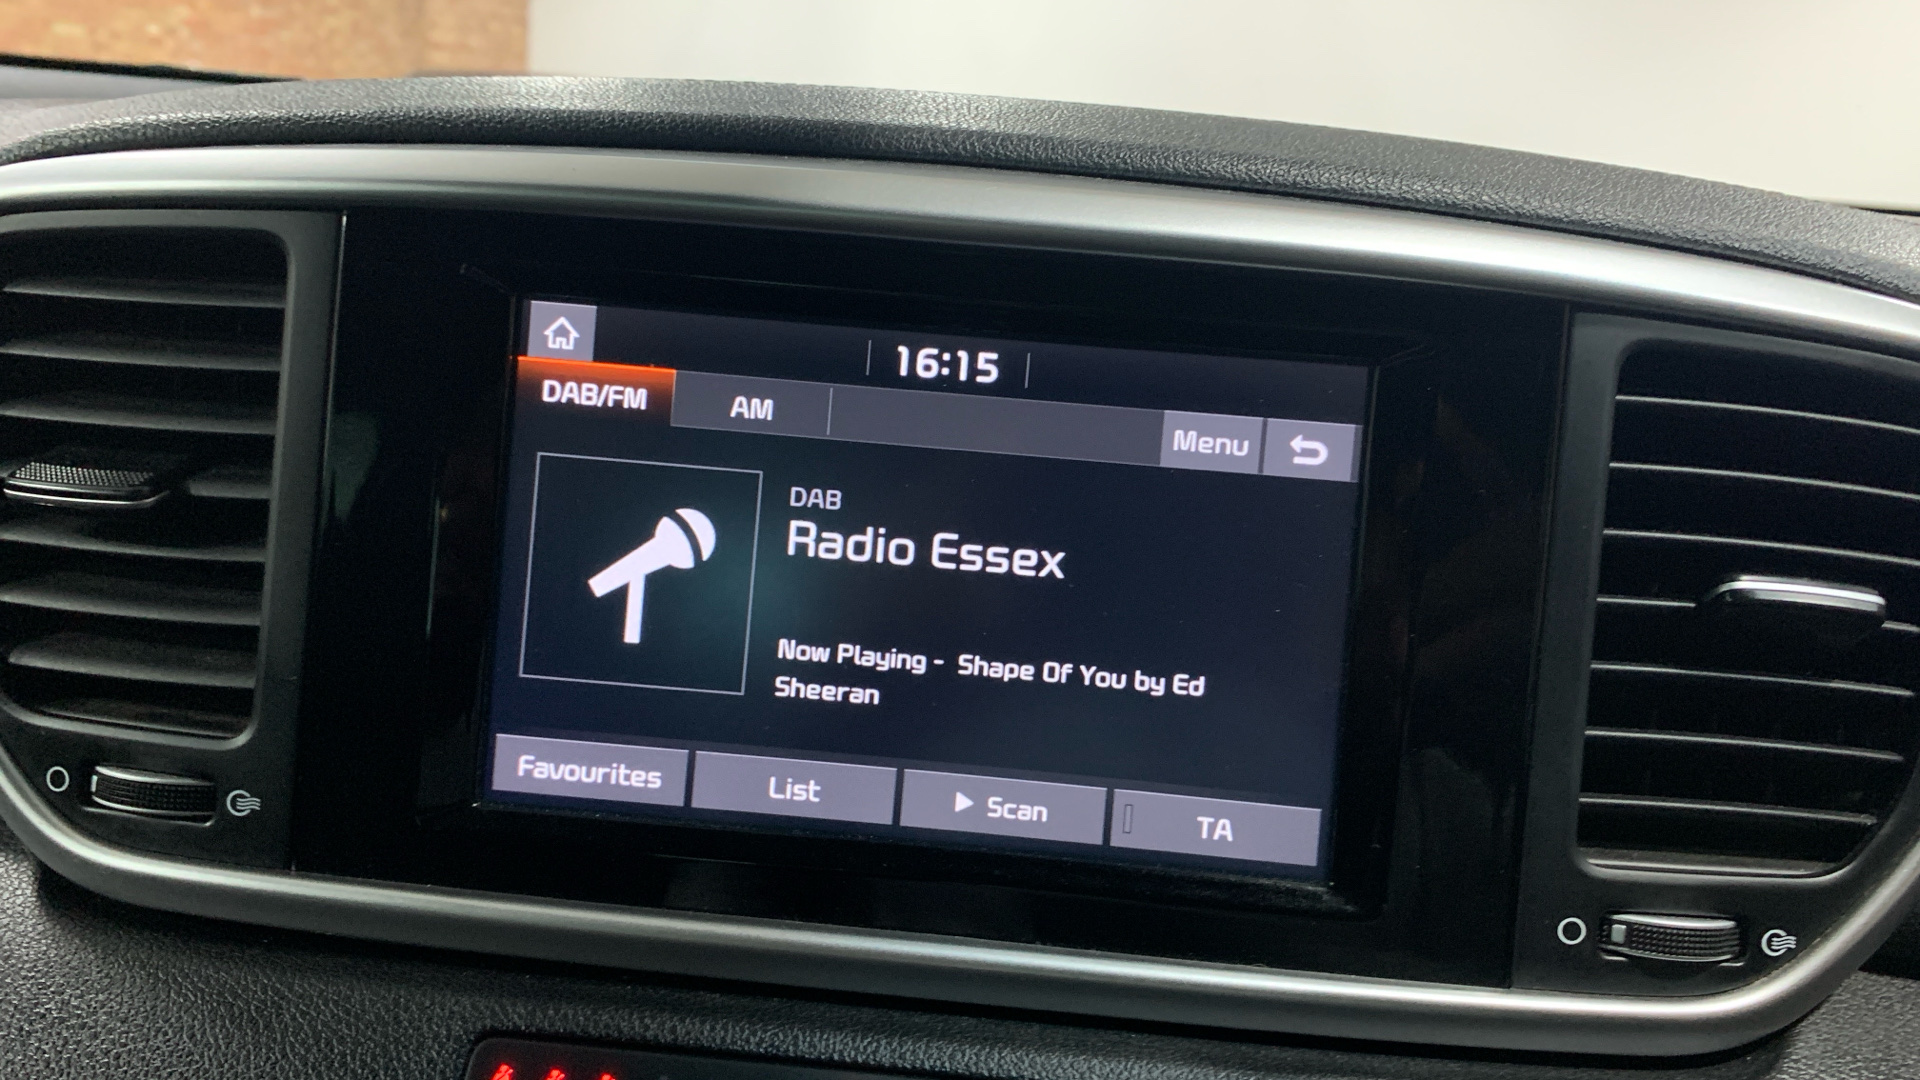 16:15
DAB/FM
AM
Menu
DAB
Radio Essex
Now Playing - Shape Of You by Ed
Sheeran
Favourites
List
Scan
TA